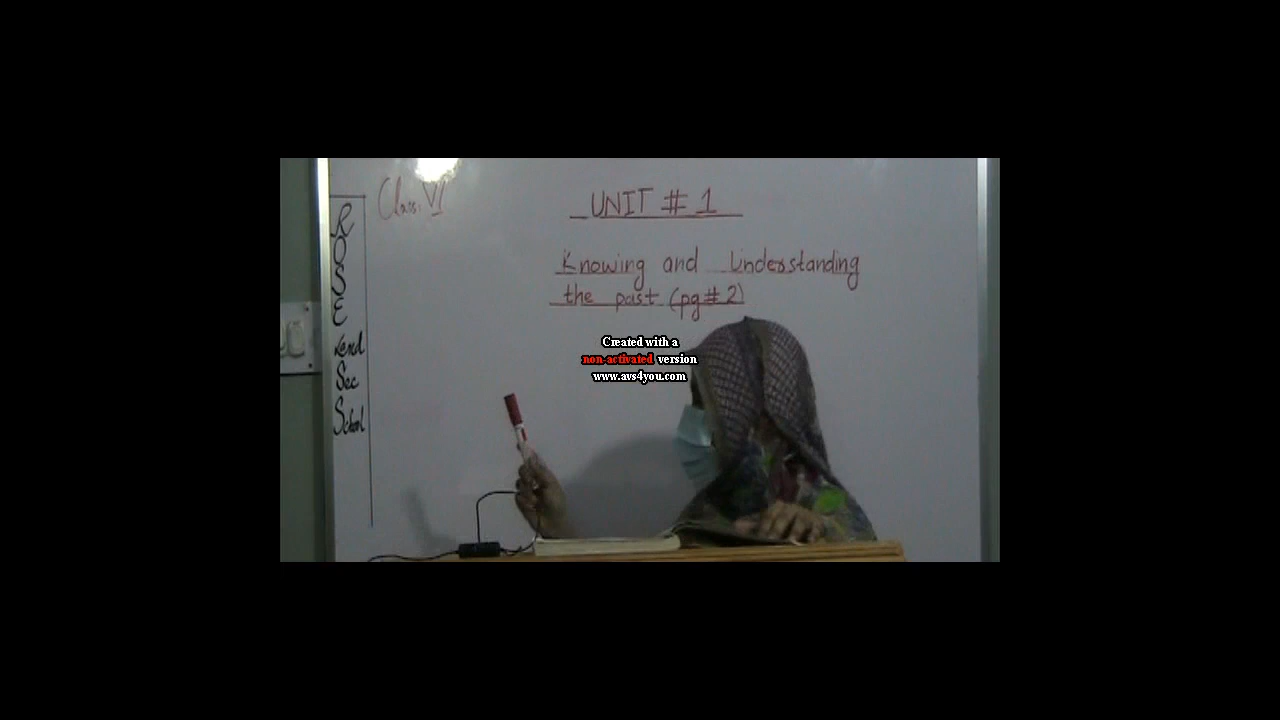 Class: VI
UNIT # 1
Knowing and Understanding
the past (pg # 2)
R
O
S
E
Sec
School
Created with a
non-activated version
www.avs4you.com